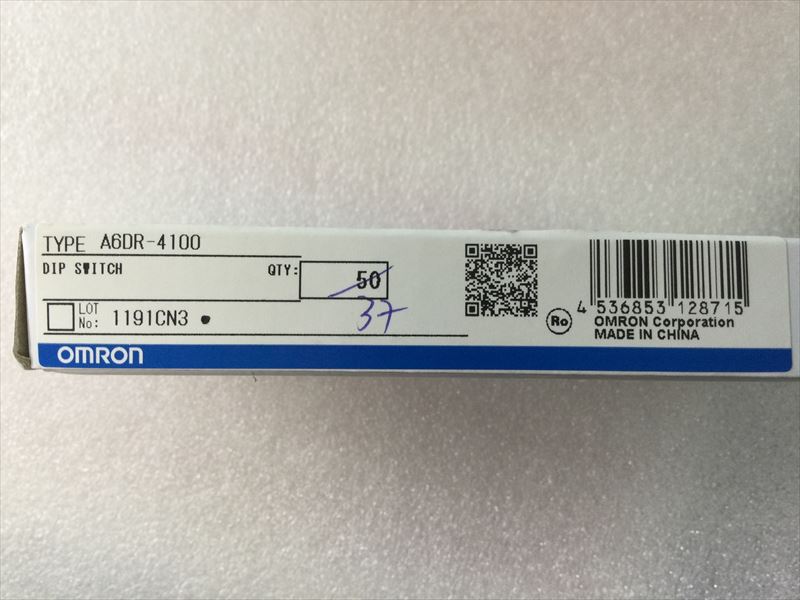 TYPE A6DR-4100
DIP SWITCH
QTY: 50
37
LOT No: 1191CN3
OMRON
Ro
4 536853 128715
OMRON Corporation
MADE IN CHINA